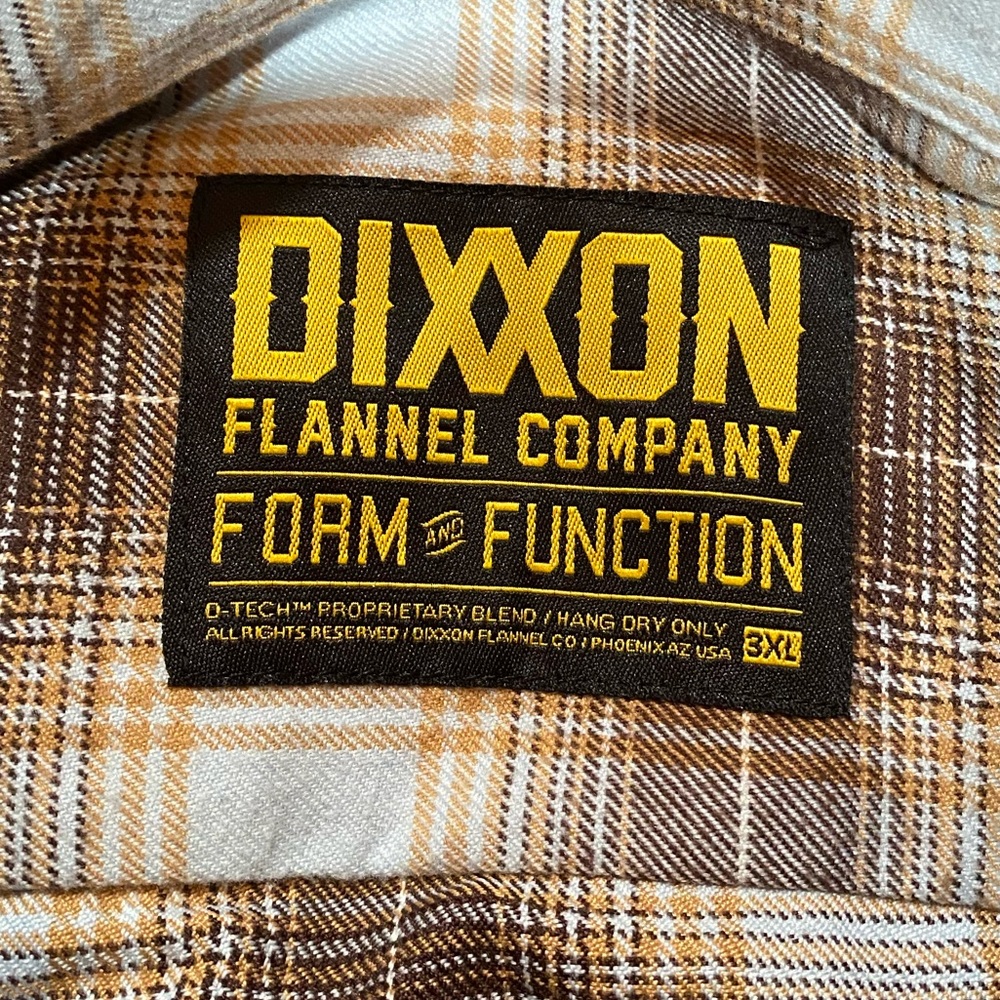 DIXXON
FLANNEL COMPANY
FORM AND FUNCTION
D-TECH™ PROPRIETARY BLEND / HANG DRY ONLY
ALL RIGHTS RESERVED / DIXXON FLANNEL CO / PHOENIX AZ USA 3XL